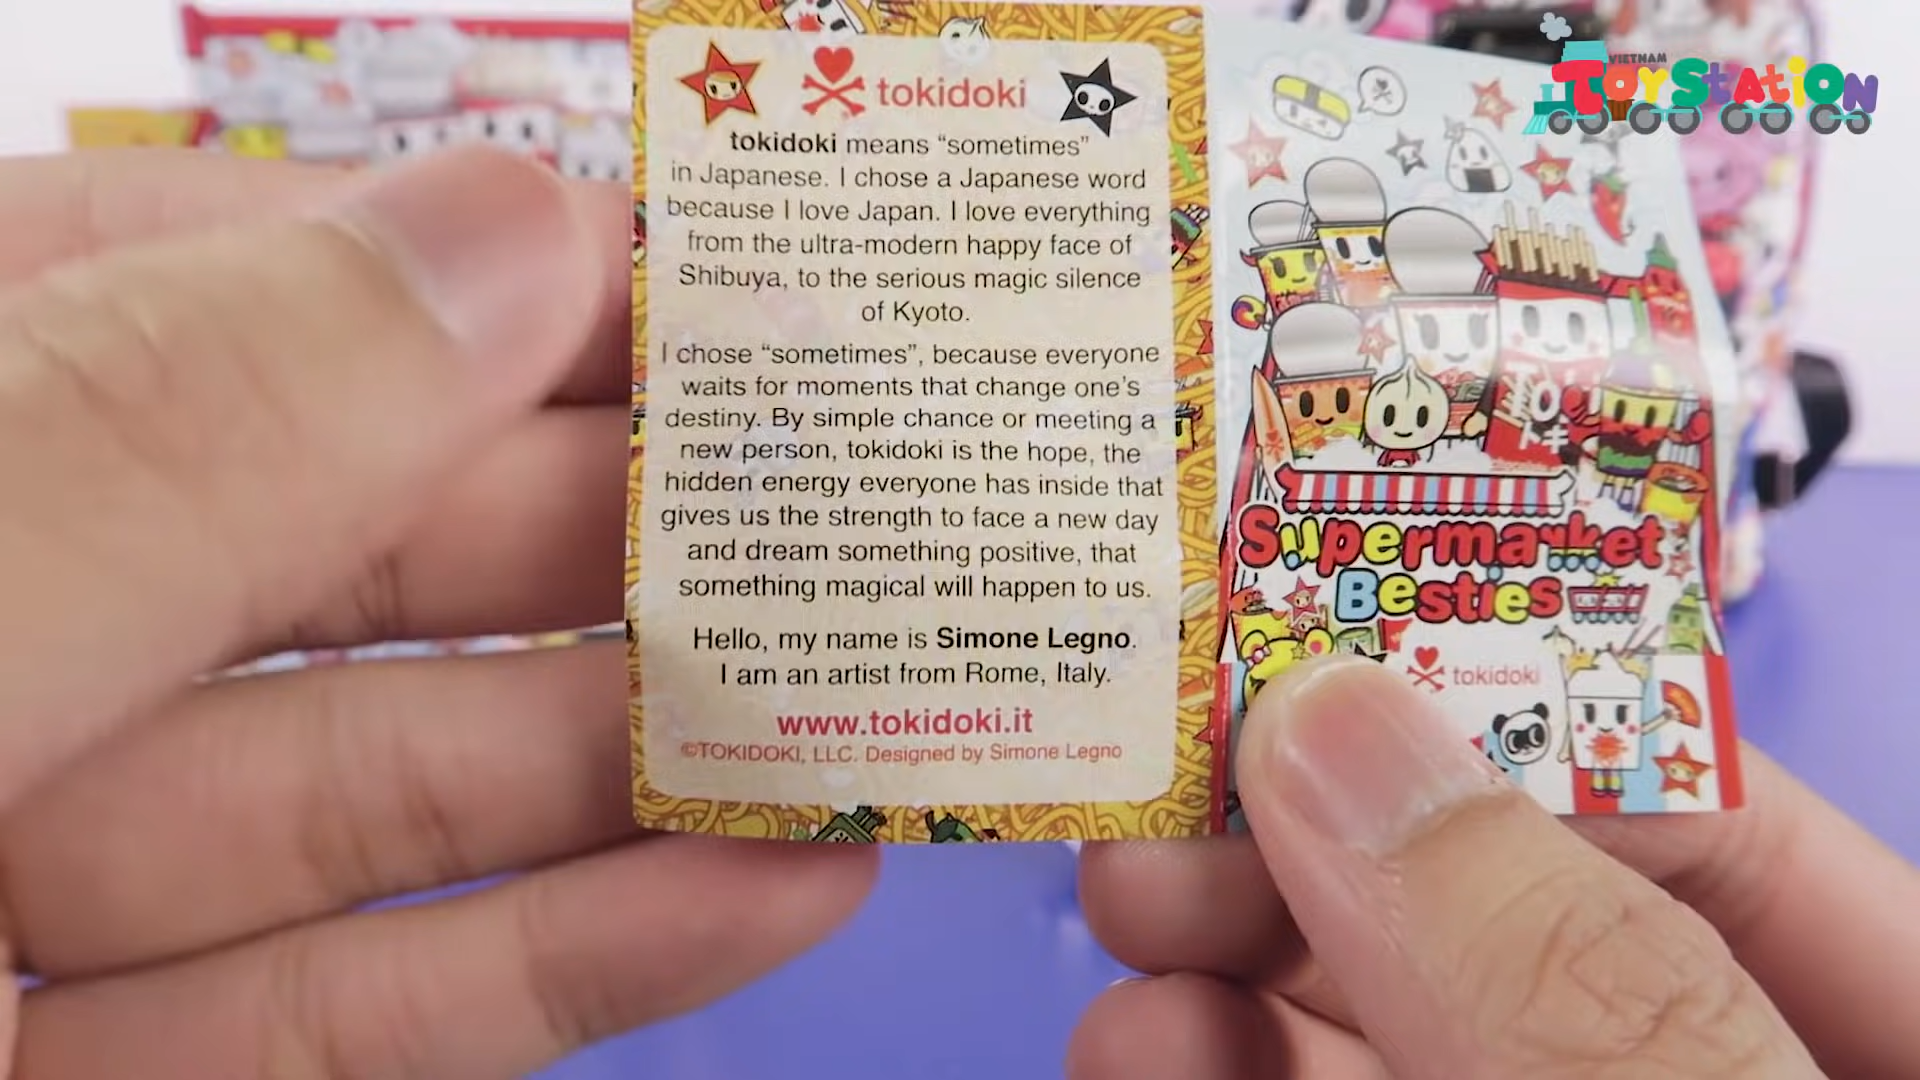 VIETNAM
ToyStation
tokidoki
tokidoki means “sometimes”
in Japanese. I chose a Japanese word
because I love Japan. I love everything
from the ultra-modern happy face of
Shibuya, to the serious magic silence
of Kyoto.
I chose “sometimes”, because everyone
waits for moments that change one’s
destiny. By simple chance or meeting a
new person, tokidoki is the hope, the
hidden energy everyone has inside that
gives us the strength to face a new day
and dream something positive, that
something magical will happen to us.
Hello, my name is Simone Legno.
I am an artist from Rome, Italy.
www.tokidoki.it
©TOKIDOKI, LLC. Designed by Simone Legno
Supermarket
Besties
tokidoki